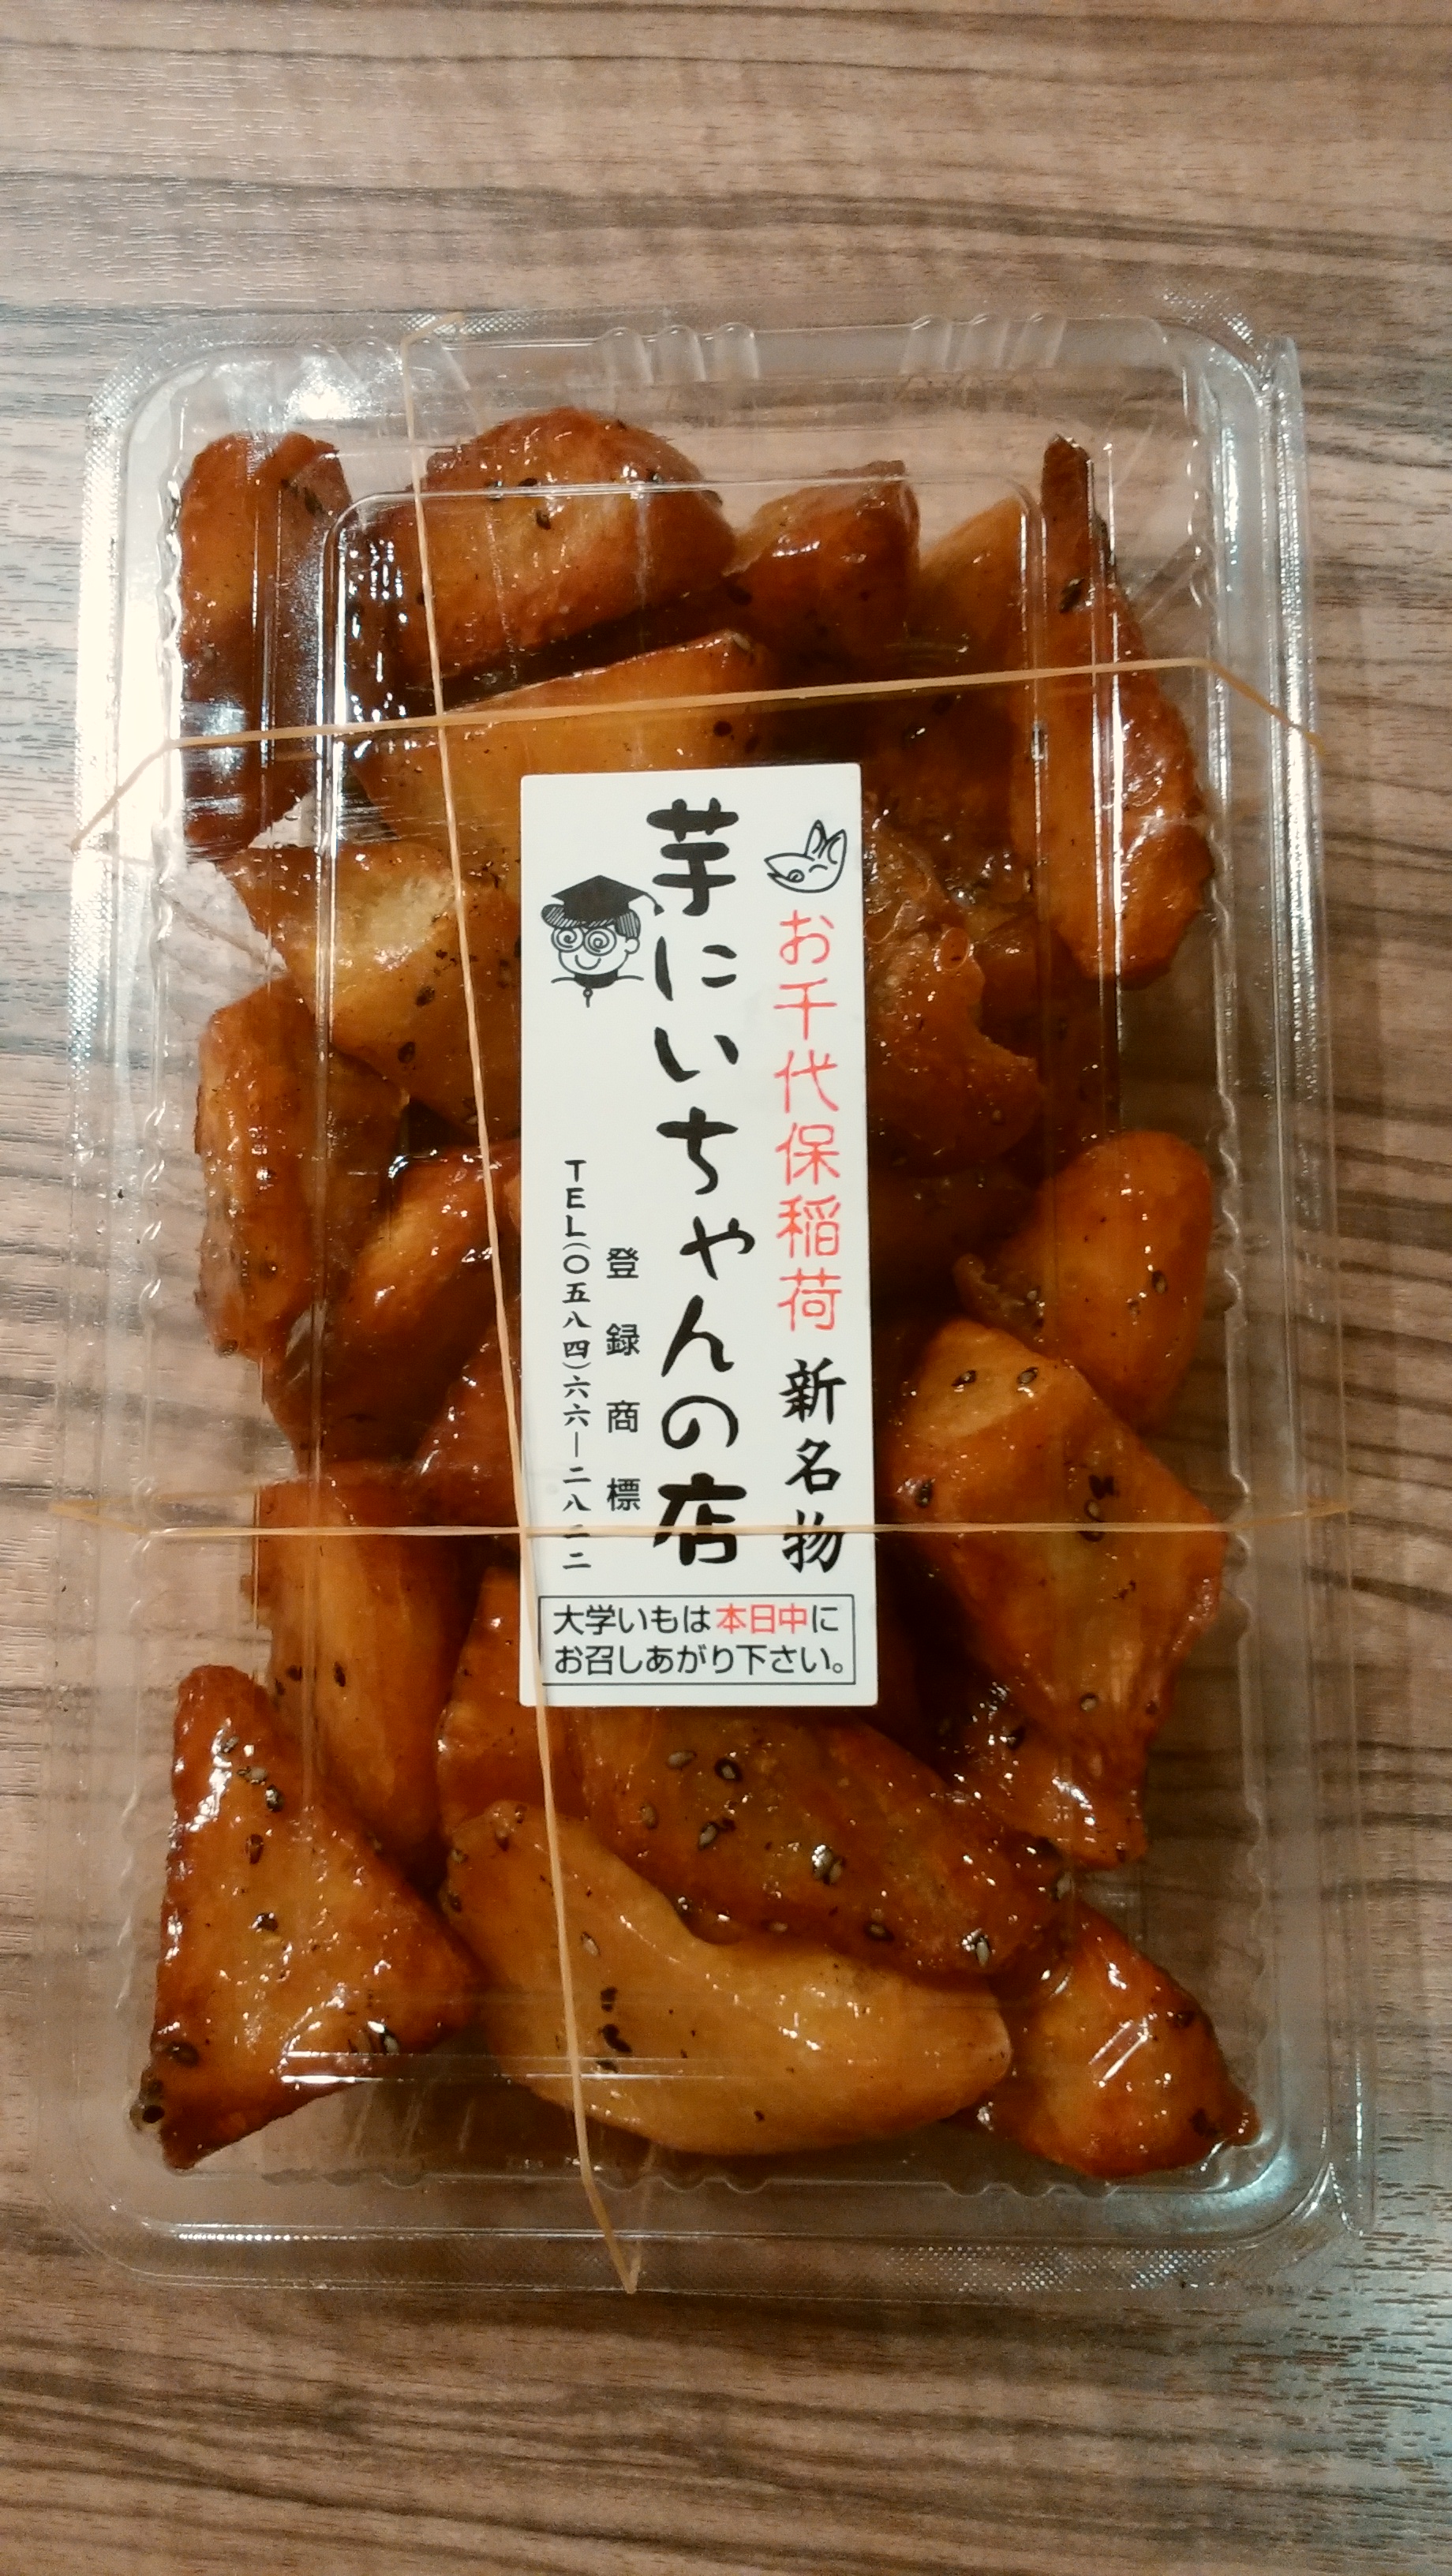 お千代保稲荷 新名物
芋にいちゃんの店
登録商標
TEL(〇五八四)六六ー二八二二
大学いもは本日中に
お召しあがり下さい。